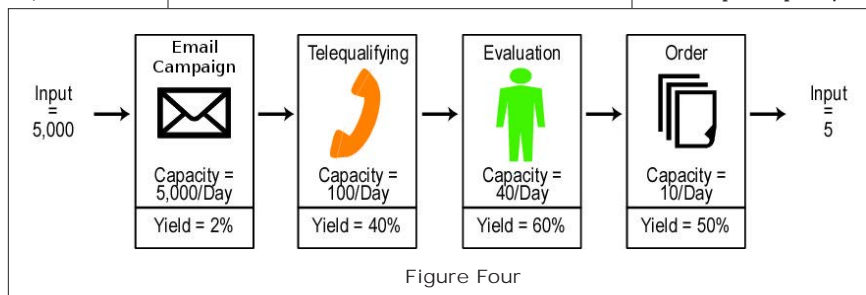 Input
=
5,000
Email
Campaign
Capacity =
5,000/Day
Yield = 2%
Telequalifying
Capacity =
100/Day
Yield = 40%
Evaluation
Capacity =
40/Day
Yield = 60%
Order
Capacity =
10/Day
Yield = 50%
Input
=
5
Figure Four